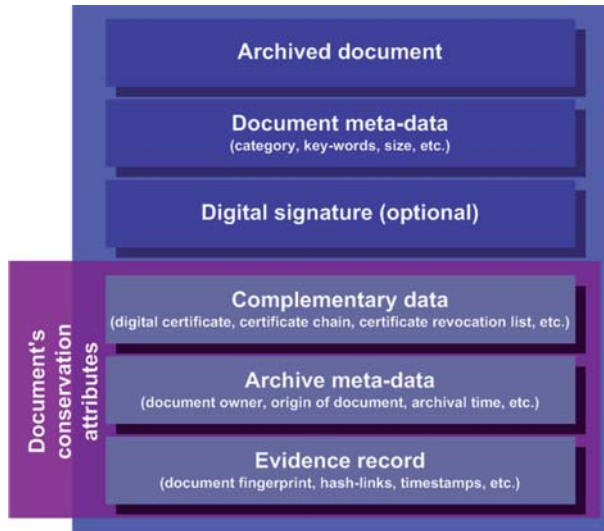 Archived document
Document meta-data
(category, key-words, size, etc.)
Digital signature (optional)
Document's
conservation
attributes
Complementary data
(digital certificate, certificate chain, certificate revocation list, etc.)
Archive meta-data
(document owner, origin of document, archival time, etc.)
Evidence record
(document fingerprint, hash-links, timestamps, etc.)